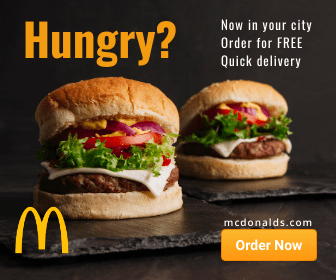 Hungry?
Now in your city
Order for FREE
Quick delivery
mcdonalds.com
Order Now